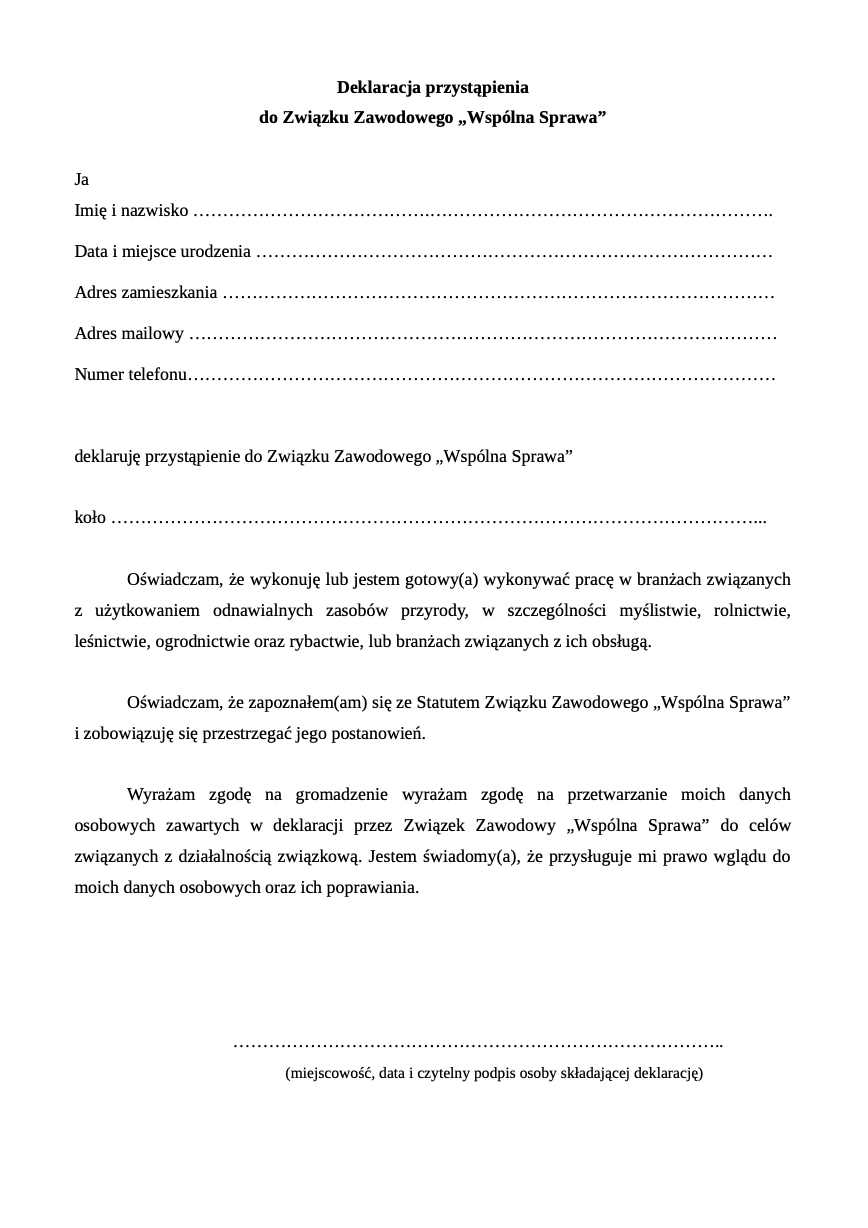 Deklaracja przystąpienia
do Związku Zawodowego „Wspólna Sprawa”
Ja
Imię i nazwisko ……………………………………………………………………………………….
Data i miejsce urodzenia ……………………………………………………………………………
Adres zamieszkania …………………………………………………………………………………
Adres mailowy ………………………………………………………………………………………
Numer telefonu………………………………………………………………………………………
deklaruję przystąpienie do Związku Zawodowego „Wspólna Sprawa”
koło ………………………………………………………………………………………………...
Oświadczam, że wykonuję lub jestem gotowy(a) wykonywać pracę w branżach związanych
z użytkowaniem odnawialnych zasobów przyrody, w szczególności myślistwie, rolnictwie,
leśnictwie, ogrodnictwie oraz rybactwie, lub branżach związanych z ich obsługą.
Oświadczam, że zapoznałem(am) się ze Statutem Związku Zawodowego „Wspólna Sprawa”
i zobowiązuję się przestrzegać jego postanowień.
Wyrażam zgodę na gromadzenie wyrażam zgodę na przetwarzanie moich danych
osobowych zawartych w deklaracji przez Związek Zawodowy „Wspólna Sprawa” do celów
związanych z działalnością związkową. Jestem świadomy(a), że przysługuje mi prawo wglądu do
moich danych osobowych oraz ich poprawiania.
………………………………………………………………………..
(miejscowość, data i czytelny podpis osoby składającej deklarację)